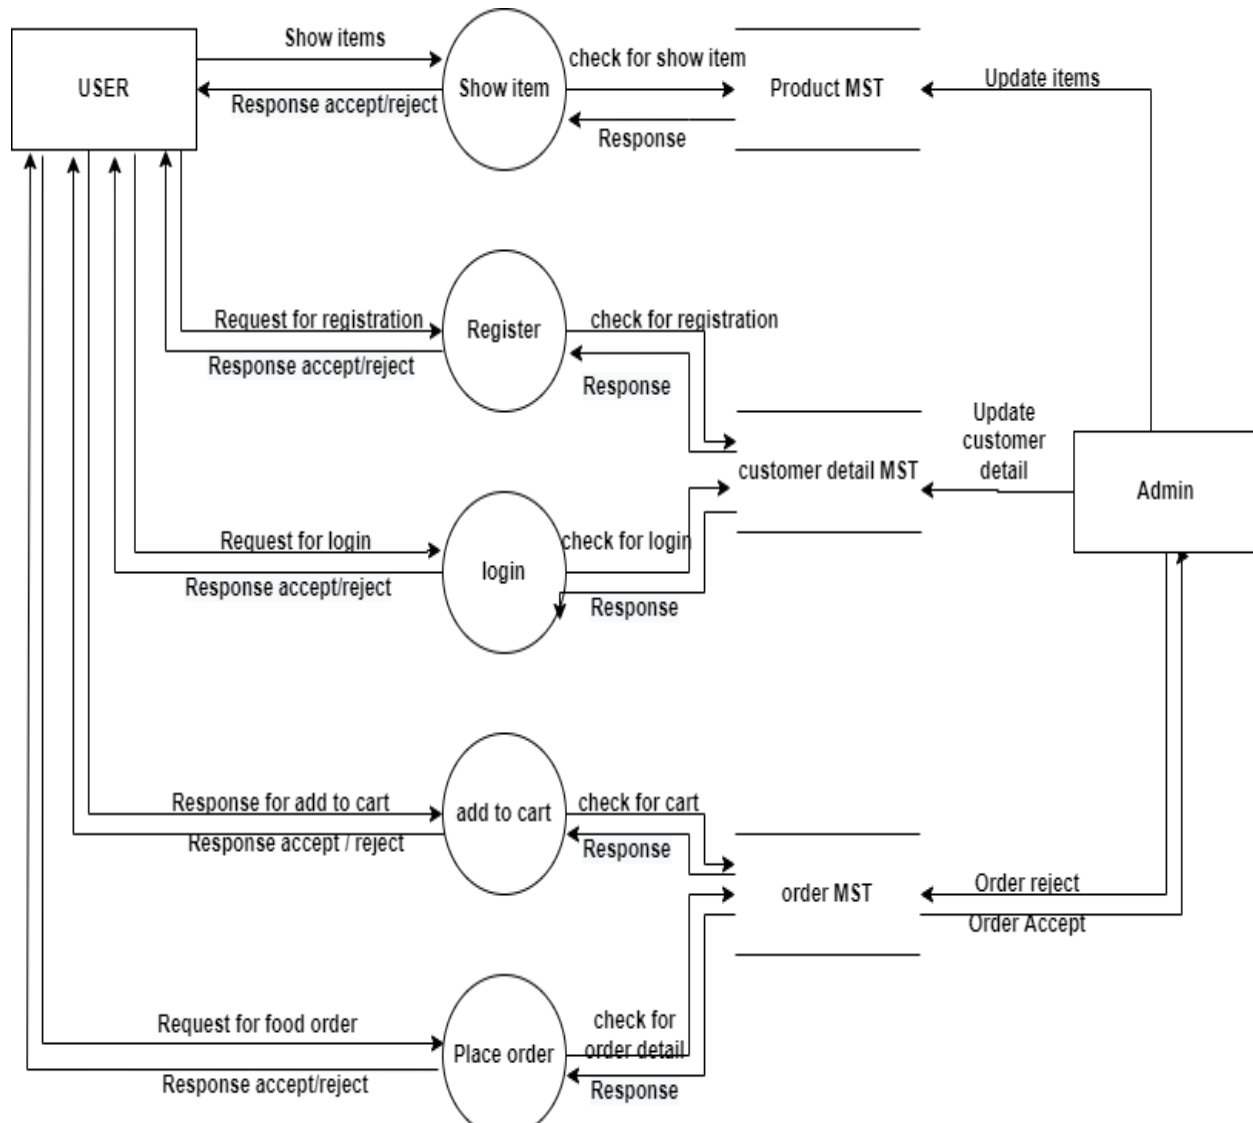 Show items
check for show item
USER
Show item
Product MST
Update items
Response accept/reject
Response
Request for registration
Register
check for registration
Response accept/reject
Response
Update
customer
detail
customer detail MST
Admin
Request for login
check for login
login
Response accept/reject
Response
Response for add to cart
add to cart
check for cart
Response accept / reject
Response
order MST
Order reject
Order Accept
Request for food order
check for
order detail
Place order
Response accept/reject
Response